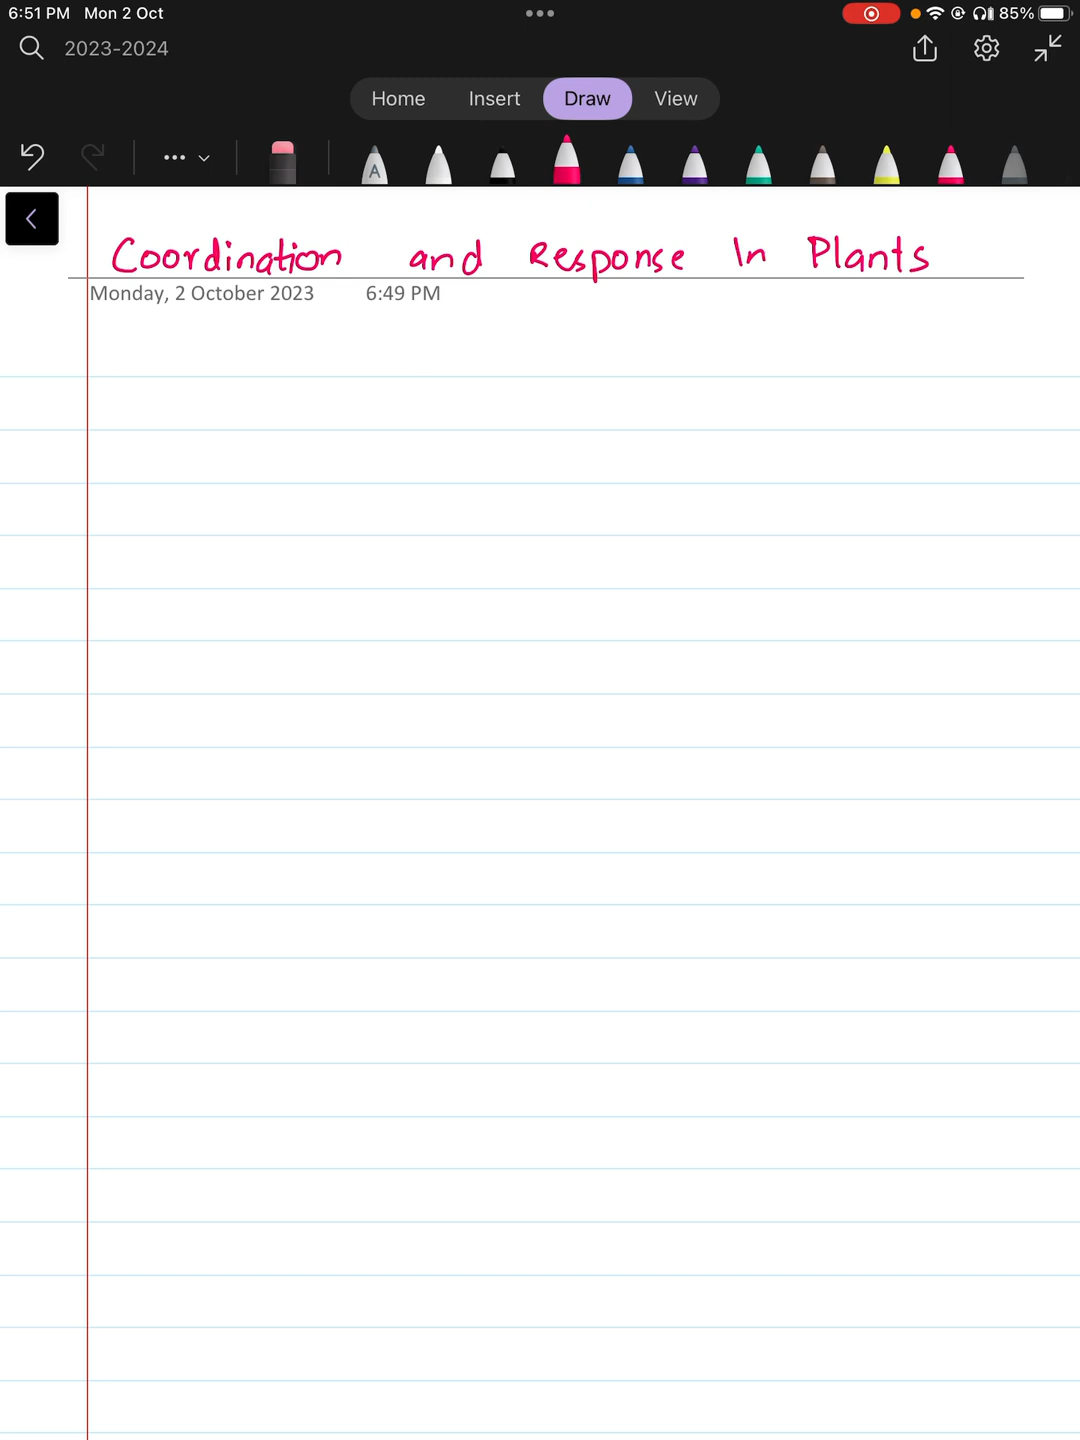 6:51 PM Mon 2 Oct 85%
2023-2024
Home Insert Draw View
A
Coordination and Response In Plants
Monday, 2 October 2023 6:49 PM